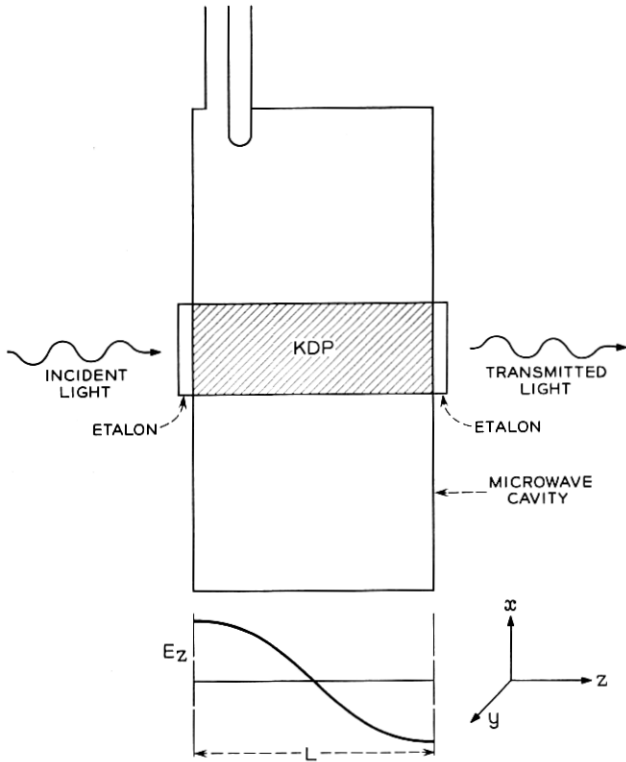 KDP
INCIDENT
LIGHT
TRANSMITTED
LIGHT
ETALON
ETALON
MICROWAVE
CAVITY
Ez
L
x
y
z